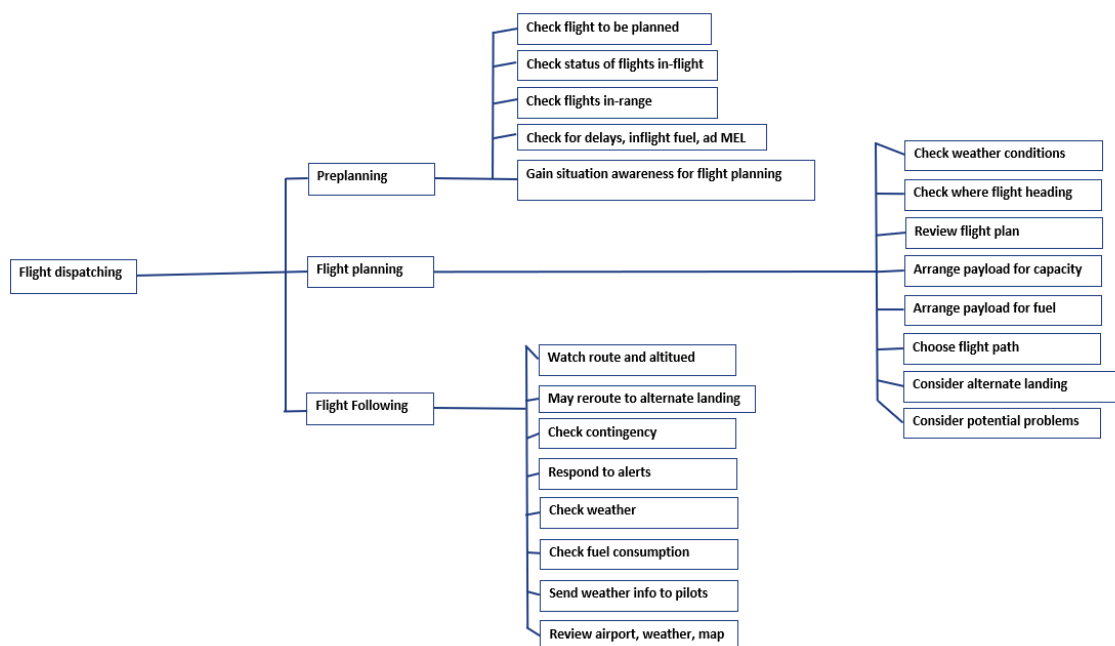 Flight dispatching
Preplanning
Check flight to be planned
Check status of flights in-flight
Check flights in-range
Check for delays, inflight fuel, ad MEL
Gain situation awareness for flight planning
Flight planning
Check weather conditions
Check where flight heading
Review flight plan
Arrange payload for capacity
Arrange payload for fuel
Choose flight path
Consider alternate landing
Consider potential problems
Flight Following
Watch route and altitued
May reroute to alternate landing
Check contingency
Respond to alerts
Check weather
Check fuel consumption
Send weather info to pilots
Review airport, weather, map